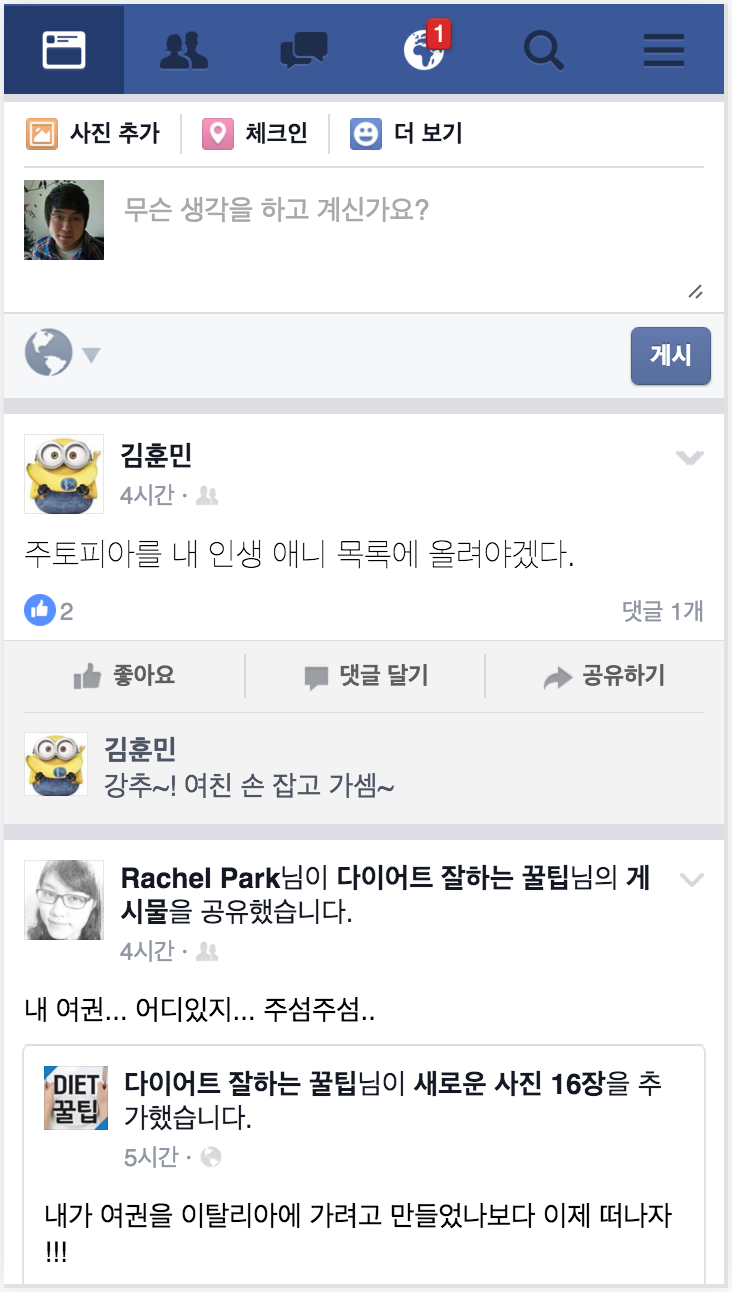 1
사진 추가 체크인 더 보기
무슨 생각을 하고 계신가요?
게시
김훈민
4시간 ·
주토피아를 내 인생 애니 목록에 올려야겠다.
2 댓글 1개
좋아요 댓글 달기 공유하기
김훈민
강추~! 여친 손 잡고 가셈~
Rachel Park님이 다이어트 잘하는 꿀팁님의 게
시물을 공유했습니다.
4시간 ·
내 여권... 어디있지... 주섬주섬..
DIET
꿀팁
다이어트 잘하는 꿀팁님이 새로운 사진 16장을 추
가했습니다.
5시간 ·
내가 여권을 이탈리아에 가려고 만들었나보다 이제 떠나자
!!!